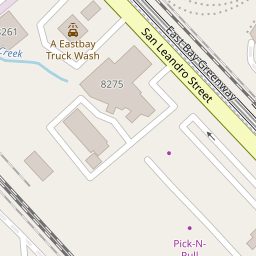 8261
A Eastbay
Truck Wash
Creek
8275
East Bay Greenway
San Leandro Street
Pick-N-
Pull